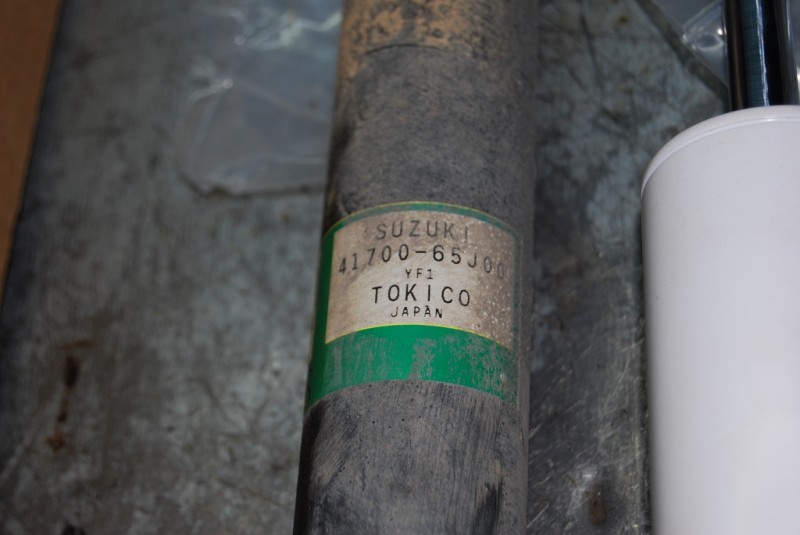 SUZUKI
41700-65J00
YF1
TOKICO
JAPAN